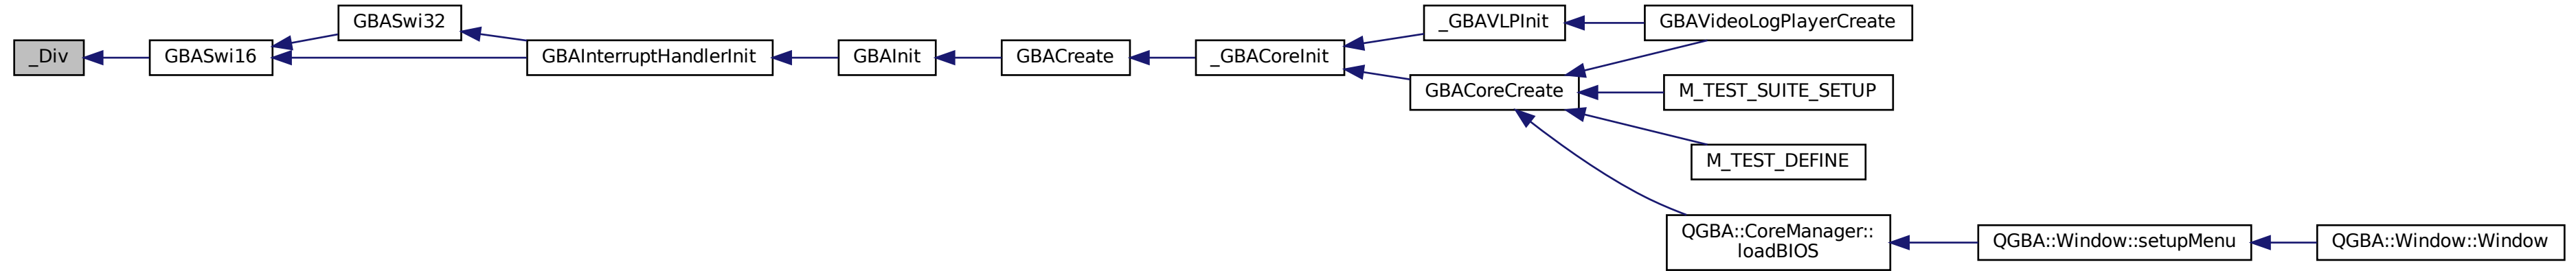 _Div
GBASwi16
GBASwi32
GBAInterruptHandlerInit
GBAInit
GBACreate
_GBACoreInit
_GBAVLPInit
GBAVideoLogPlayerCreate
GBACoreCreate
M_TEST_SUITE_SETUP
M_TEST_DEFINE
QGBA::CoreManager::
loadBIOS
QGBA::Window::setupMenu
QGBA::Window::Window